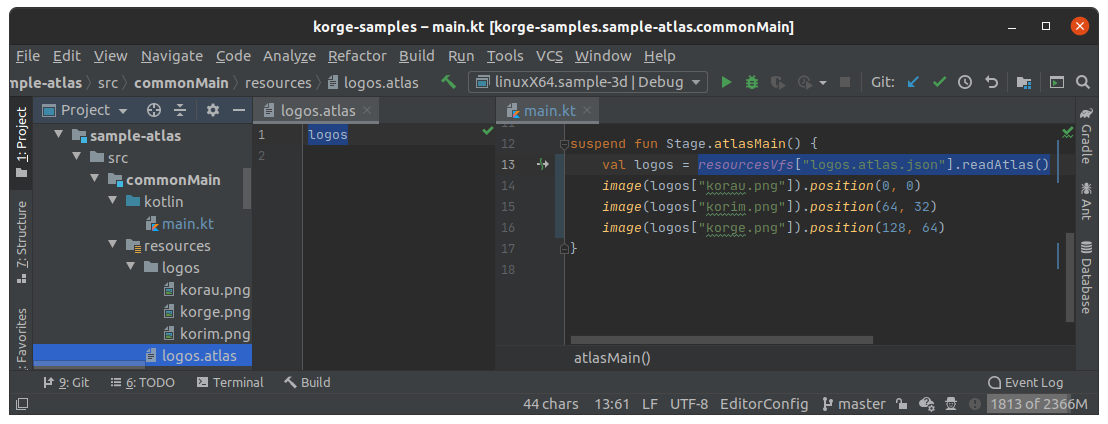 korge-samples – main.kt [korge-samples.sample-atlas.commonMain]
File Edit View Navigate Code Analyze Refactor Build Run Tools VCS Window Help
mple-atlas src commonMain resources logos.atlas linuxX64.sample-3d | Debug Git:
1: Project
7: Structure
Favorites
Project
sample-atlas
src
commonMain
kotlin
main.kt
resources
logos
korau.png
korge.png
korim.png
logos.atlas
logos.atlas
1 logos
2
main.kt
11
12 suspend fun Stage.atlasMain() {
13 val logos = resourcesVfs["logos.atlas.json"].readAtlas()
14 image(logos["korau.png"]).position(0, 0)
15 image(logos["korim.png"]).position(64, 32)
16 image(logos["korge.png"]).position(128, 64)
17 }
18
atlasMain()
Gradle
Ant
Database
9: Git 6: TODO Terminal Build Event Log
44 chars 13:61 LF UTF-8 EditorConfig master 1813 of 2366M